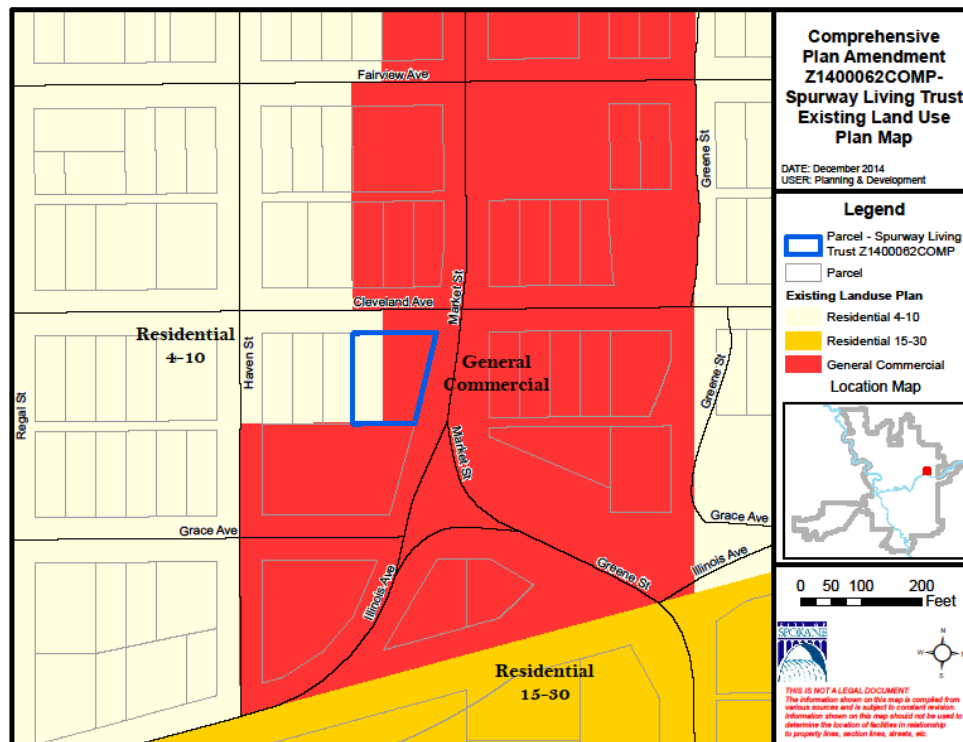 Fairview Ave
Greene St
Market St
Cleveland Ave
Residential
4-10
Haven St
General
Commercial
Greene St
Regal St
Market St
Grace Ave
Grace Ave
Illinois Ave
Greene St
Illinois Ave
Residential
15-30
Comprehensive
Plan Amendment
Z1400062COMP-
Spurway Living Trust
Existing Land Use
Plan Map
DATE: December 2014
USER: Planning & Development
Legend
Parcel - Spurway Living
Trust Z1400062COMP
Parcel
Existing Landuse Plan
Residential 4-10
Residential 15-30
General Commercial
Location Map
0 50 100 200
Feet
SPOKANE
N
W
S
THIS IS NOT A LEGAL DOCUMENT:
The information shown on this map is compiled from
various sources and is subject to constant revision.
Information shown on this map should not be used to
determine the location of facilities in relationship
to property lines, section lines, streets, etc.